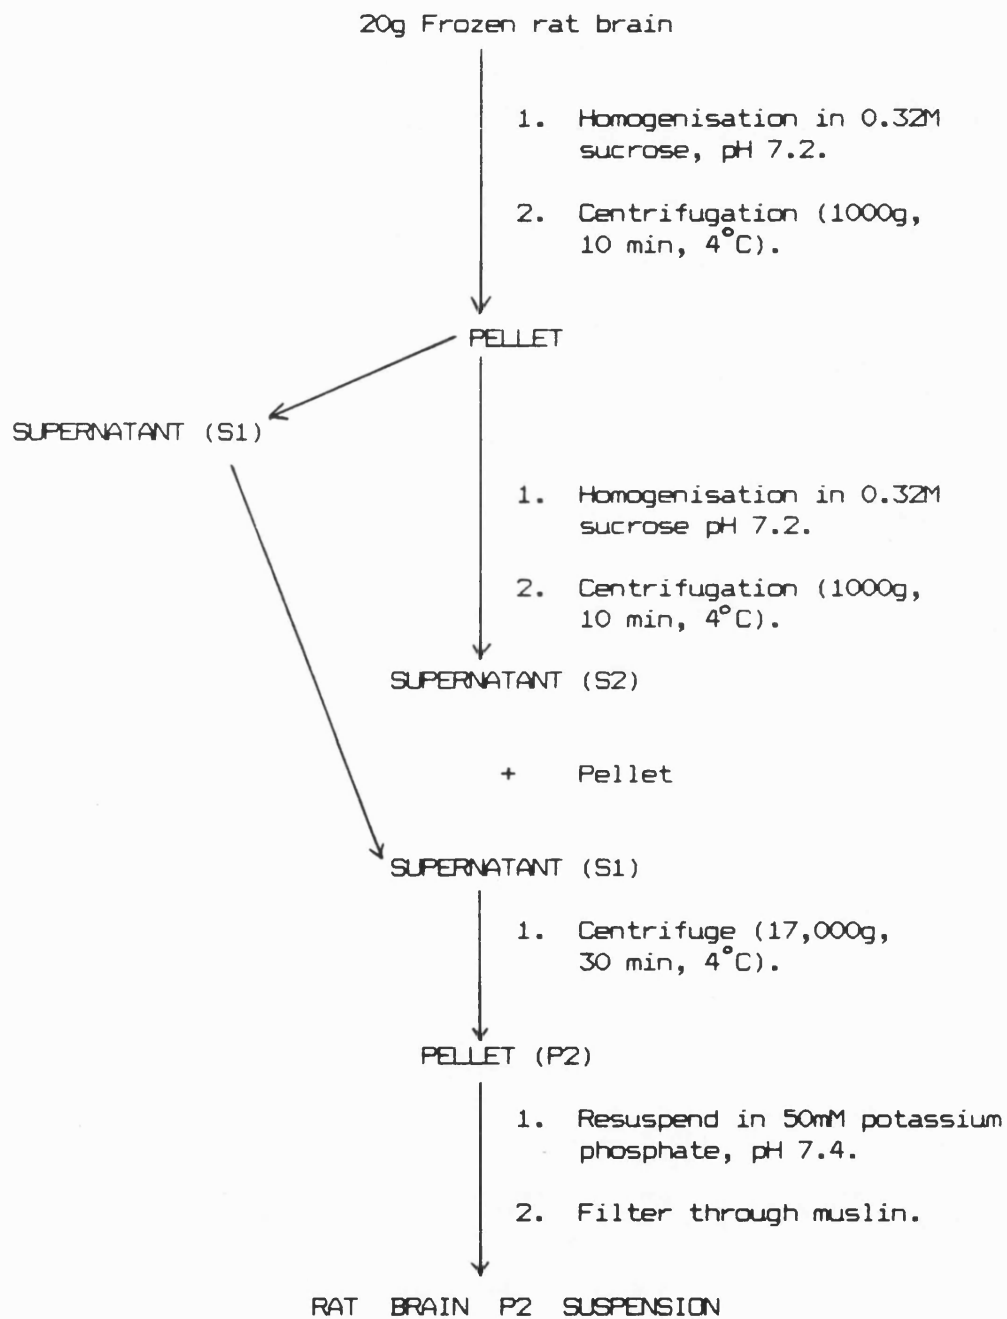 20g Frozen rat brain
1. Homogenisation in 0.32M
sucrose, pH 7.2.
2. Centrifugation (1000g,
10 min, 4°C).
PELLET
SUPERNATANT (S1)
1. Homogenisation in 0.32M
sucrose pH 7.2.
2. Centrifugation (1000g,
10 min, 4°C).
SUPERNATANT (S2)
+ Pellet
SUPERNATANT (S1)
1. Centrifuge (17,000g,
30 min, 4°C).
PELLET (P2)
1. Resuspend in 50mM potassium
phosphate, pH 7.4.
2. Filter through muslin.
RAT BRAIN P2 SUSPENSION